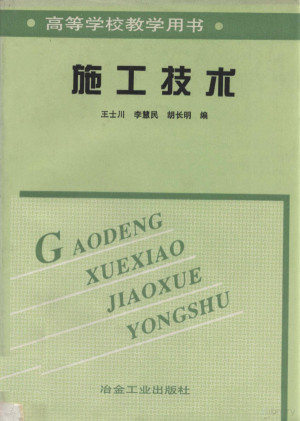 高等学校教学用书
施工技术
王士川 李慧民 胡长明 编
GAODENG
XUEXIAO
JIAOXUE
YONGSHU
冶金工业出版社